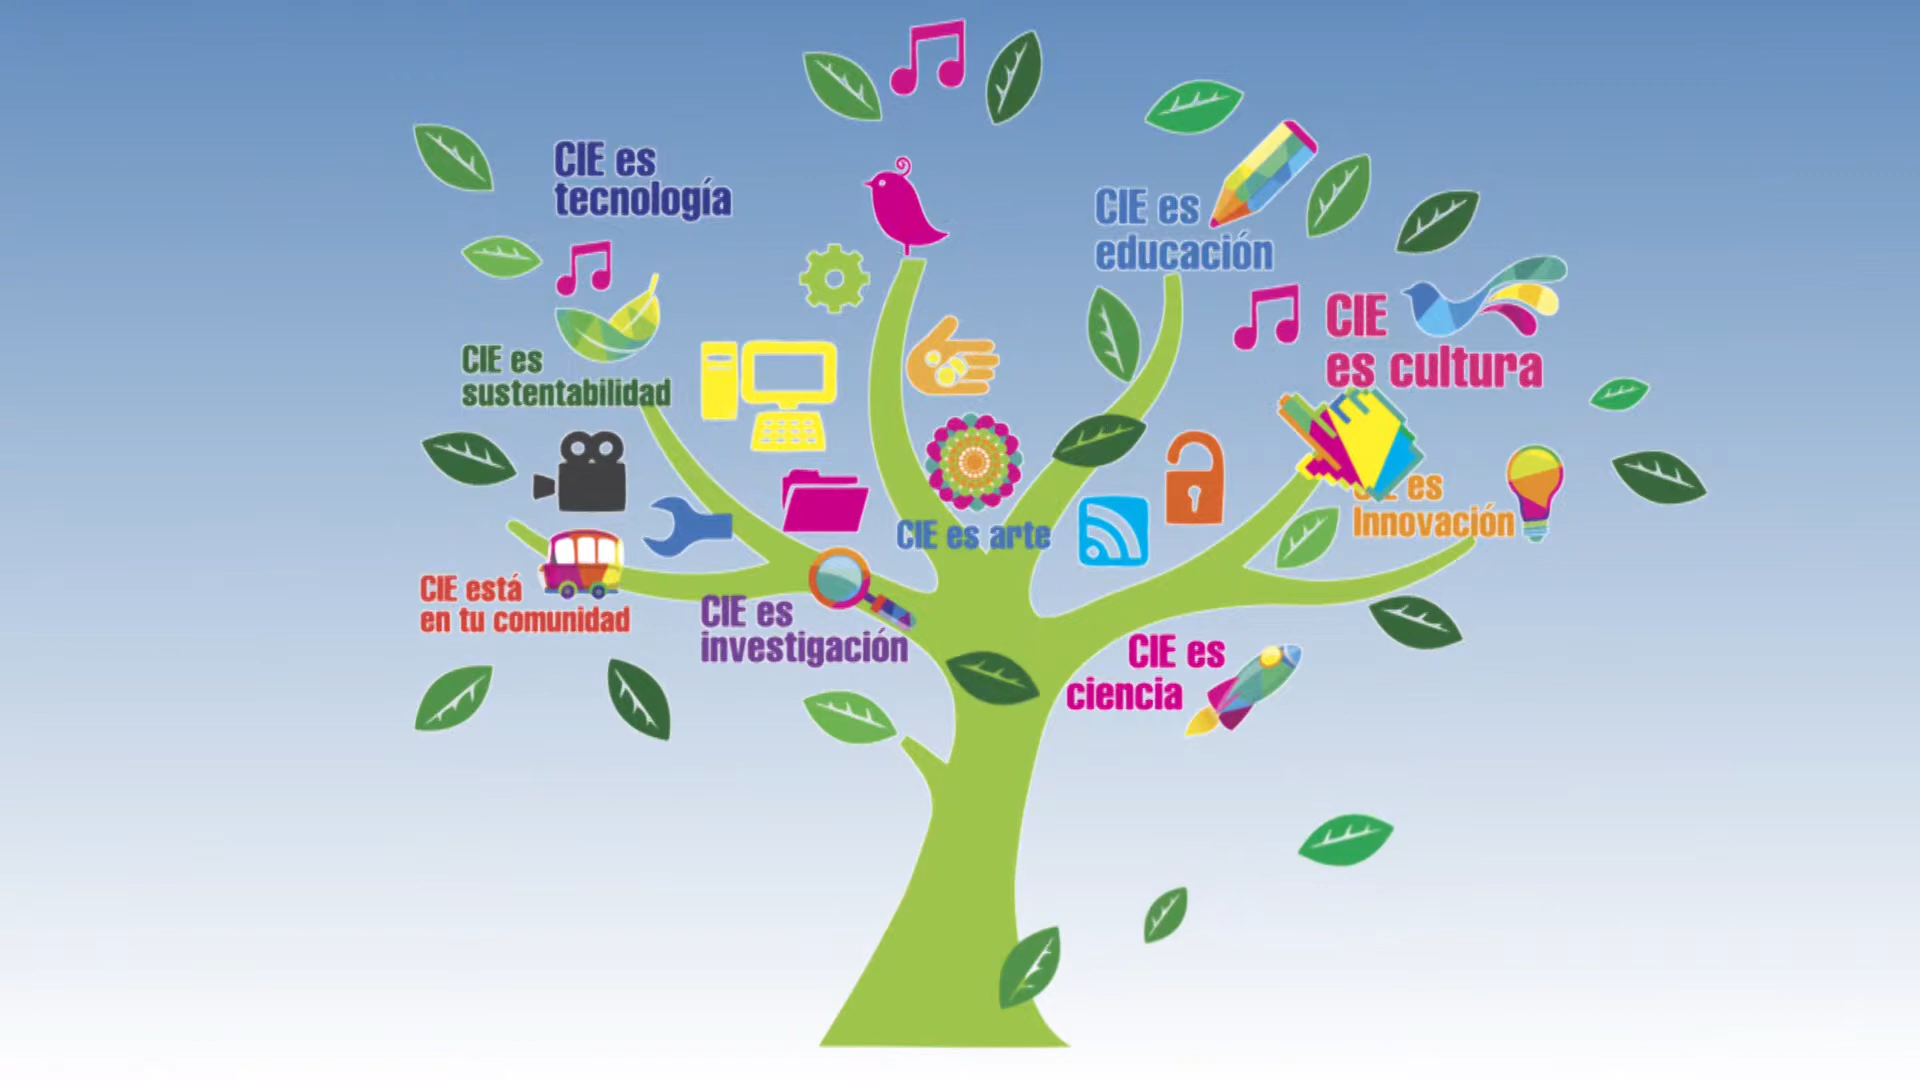 CIE es
tecnología
CIE es
educación
CIE
es cultura
CIE es
sustentabilidad
CIE es
Innovación
CIE es arte
CIE está
en tu comunidad
CIE es
investigación
CIE es
ciencia